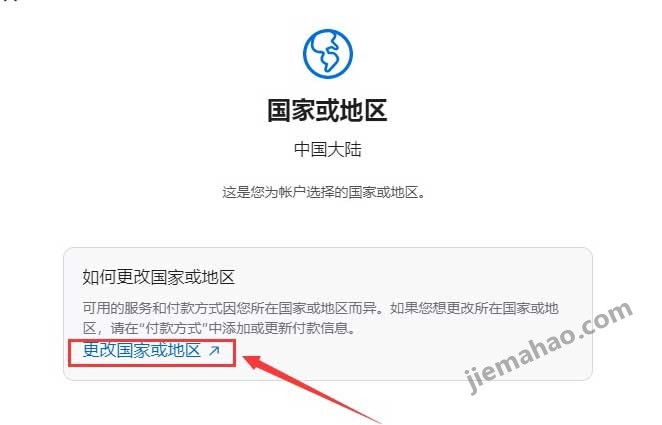 国家或地区
中国大陆
这是您为帐户选择的国家或地区。
如何更改国家或地区
可用的服务和付款方式因您所在国家或地区而异。如果您想更改所在国家或地
区，请在“付款方式”中添加或更新付款信息。
更改国家或地区 ↗
jiemahao.com